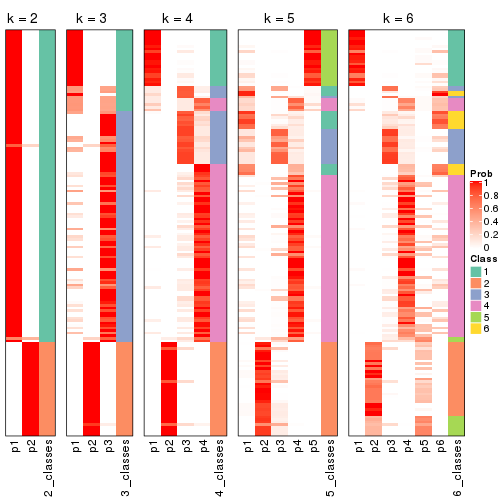 k = 2
k = 3
k = 4
k = 5
k = 6
Prob
1
0.8
0.6
0.4
0.2
0
Class
1
2
3
4
5
6
p1
p2
2_classes
p1
p2
p3
3_classes
p1
p2
p3
p4
4_classes
p1
p2
p3
p4
p5
5_classes
p1
p2
p3
p4
p5
p6
6_classes